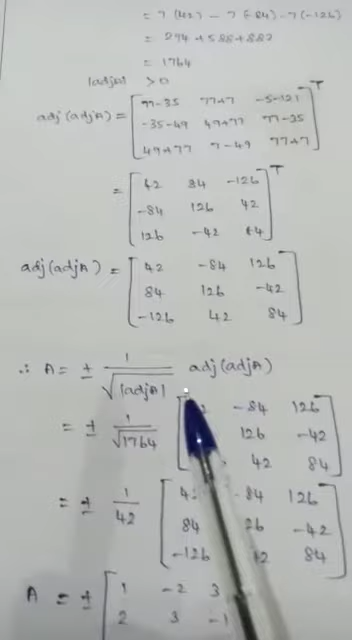 = 7 (42) - 7 (-84) - 7 (-126)
= 294 + 588 + 882
= 1764
|adjA| > 0
adj (adjA) = [ 77-35 77+7 -5-121 ] T
-35-49 49+77 77-35
49+77 7-49 77+7
= [ 42 84 -126 ] T
-84 126 42
126 -42 84
adj (adjA) = [ 42 -84 126 ]
84 126 -42
-126 42 84
∴ A = ± 1/√|adjA| adj (adjA)
= ± 1/√1764 [ -84 126 ]
126 -42
42 84
= ± 1/42 [ 42 -84 126 ]
84 26 -42
-126 42 84
A = ± [ 1 -2 3
2 3 -1